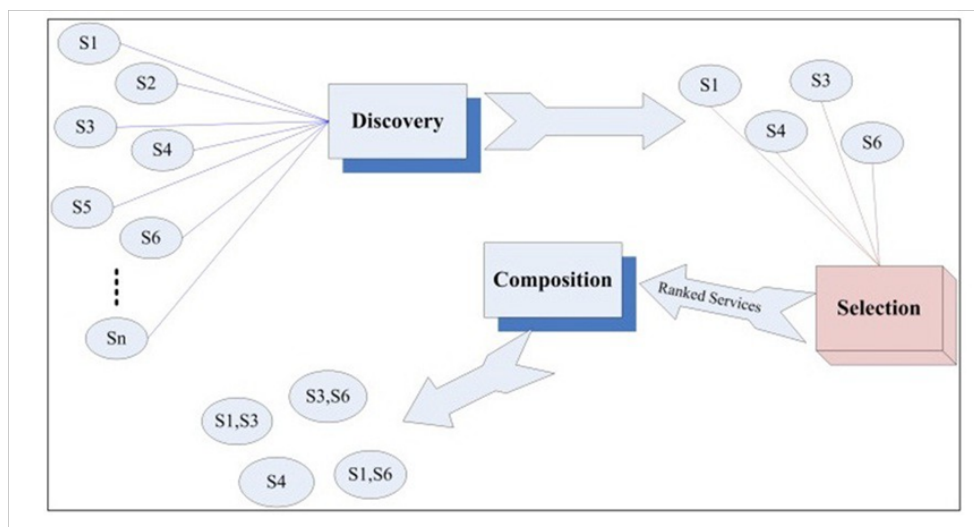 S1
S2
S3
S4
S5
S6
Sn
Discovery
S1
S3
S4
S6
Selection
Ranked Services
Composition
S3,S6
S1,S3
S1,S6
S4